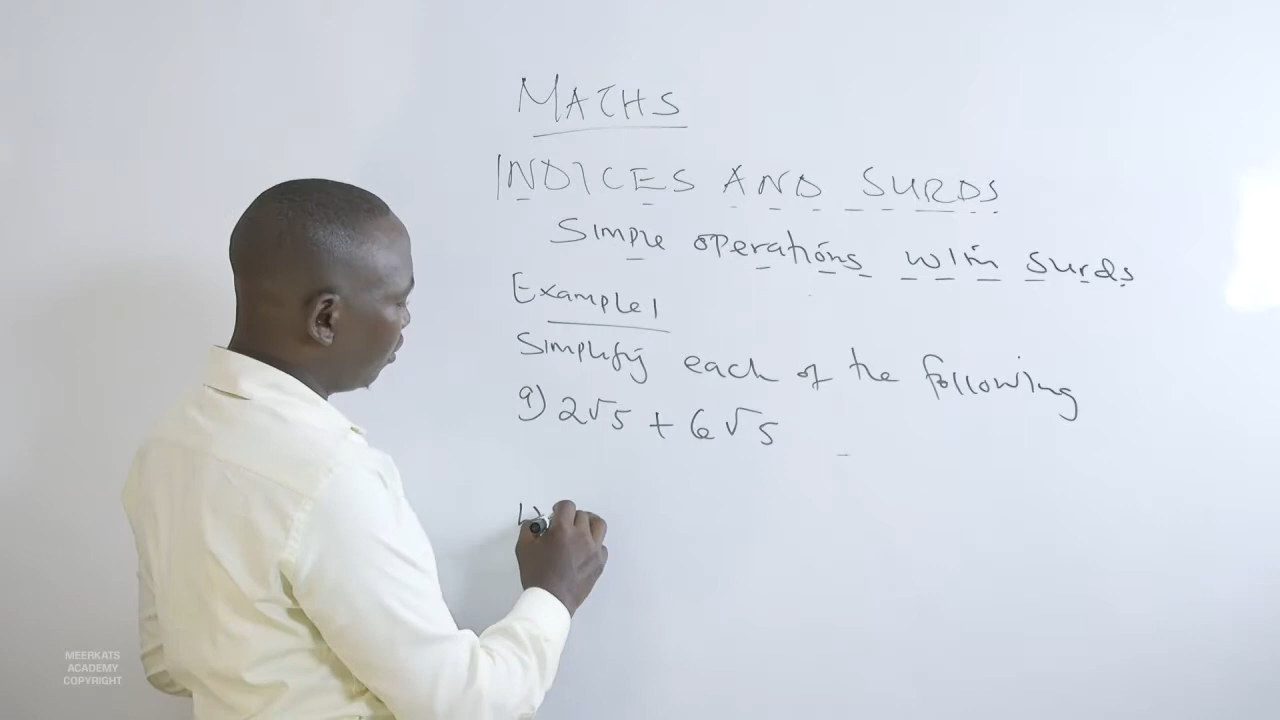 MATHS
INDICES AND SURDS
Simple operations with surds
Example 1
Simplify each of the following
a) 2√5 + 6√5
b)
MEERKATS
ACADEMY
COPYRIGHT